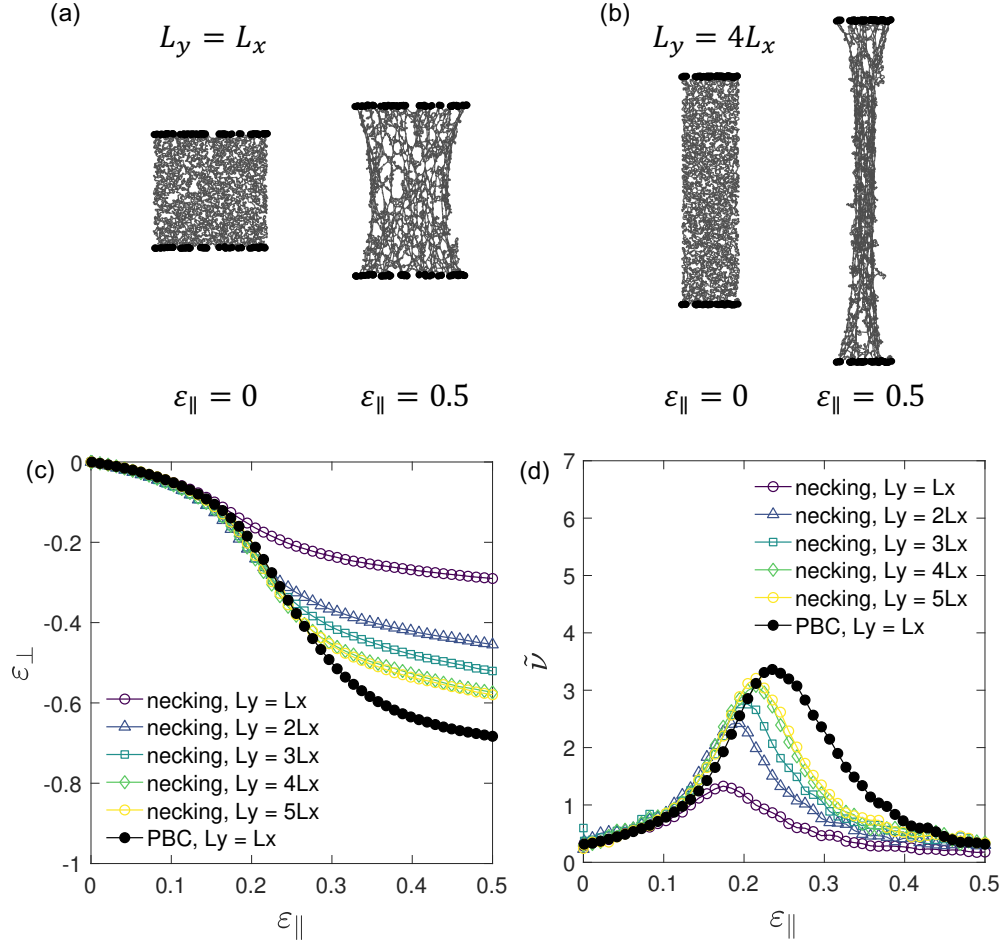 (a)
L_y = L_x
(b)
L_y = 4L_x
ε_∥ = 0
ε_∥ = 0.5
ε_∥ = 0
ε_∥ = 0.5
(c)
0
-0.2
-0.4
-0.6
-0.8
-1
ε_⊥
necking, Ly = Lx
necking, Ly = 2Lx
necking, Ly = 3Lx
necking, Ly = 4Lx
necking, Ly = 5Lx
PBC, Ly = Lx
0
0.1
0.2
0.3
0.4
0.5
ε_∥
(d)
7
6
5
4
3
2
1
0
ν̃
necking, Ly = Lx
necking, Ly = 2Lx
necking, Ly = 3Lx
necking, Ly = 4Lx
necking, Ly = 5Lx
PBC, Ly = Lx
0
0.1
0.2
0.3
0.4
0.5
ε_∥